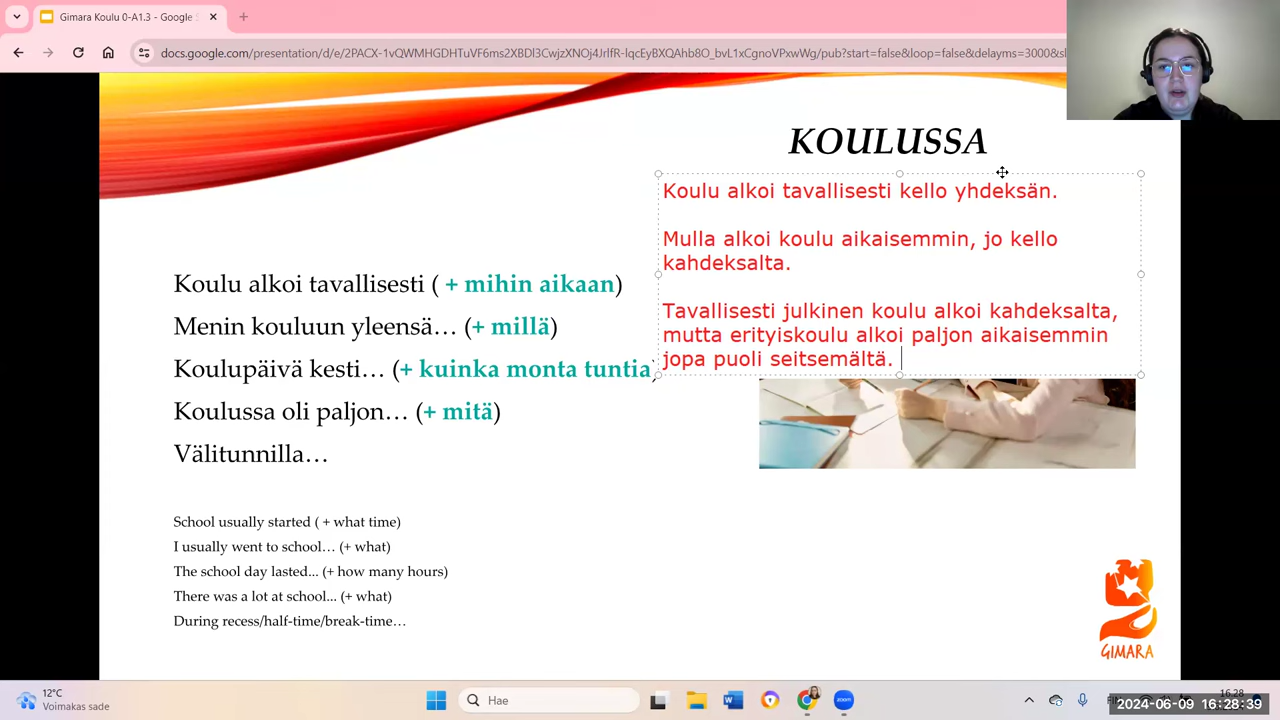 Gimara Koulu 0-A1.3 - Google S
docs.google.com/presentation/d/e/2PACX-1vQWMHGDHTuVF6ms2XBDl3CwjzXNOj4JrlfR-lqcEyBXQAhb8O_bvL1xCgnoVPxwWg/pub?start=false&loop=false&delayms=3000&sl
KOULUSSA
Koulu alkoi tavallisesti kello yhdeksän.
Mulla alkoi koulu aikaisemmin, jo kello
kahdeksalta.
Tavallisesti julkinen koulu alkoi kahdeksalta,
mutta erityiskoulu alkoi paljon aikaisemmin
jopa puoli seitsemältä.
Koulu alkoi tavallisesti ( + mihin aikaan)
Menin kouluun yleensä… (+ millä)
Koulupäivä kesti… (+ kuinka monta tuntia)
Koulussa oli paljon… (+ mitä)
Välitunnilla…
School usually started ( + what time)
I usually went to school… (+ what)
The school day lasted... (+ how many hours)
There was a lot at school... (+ what)
During recess/half-time/break-time…
GIMARA
12°C
Voimakas sade
Hae
zoom
16.28
2024-06-09 16:28:39